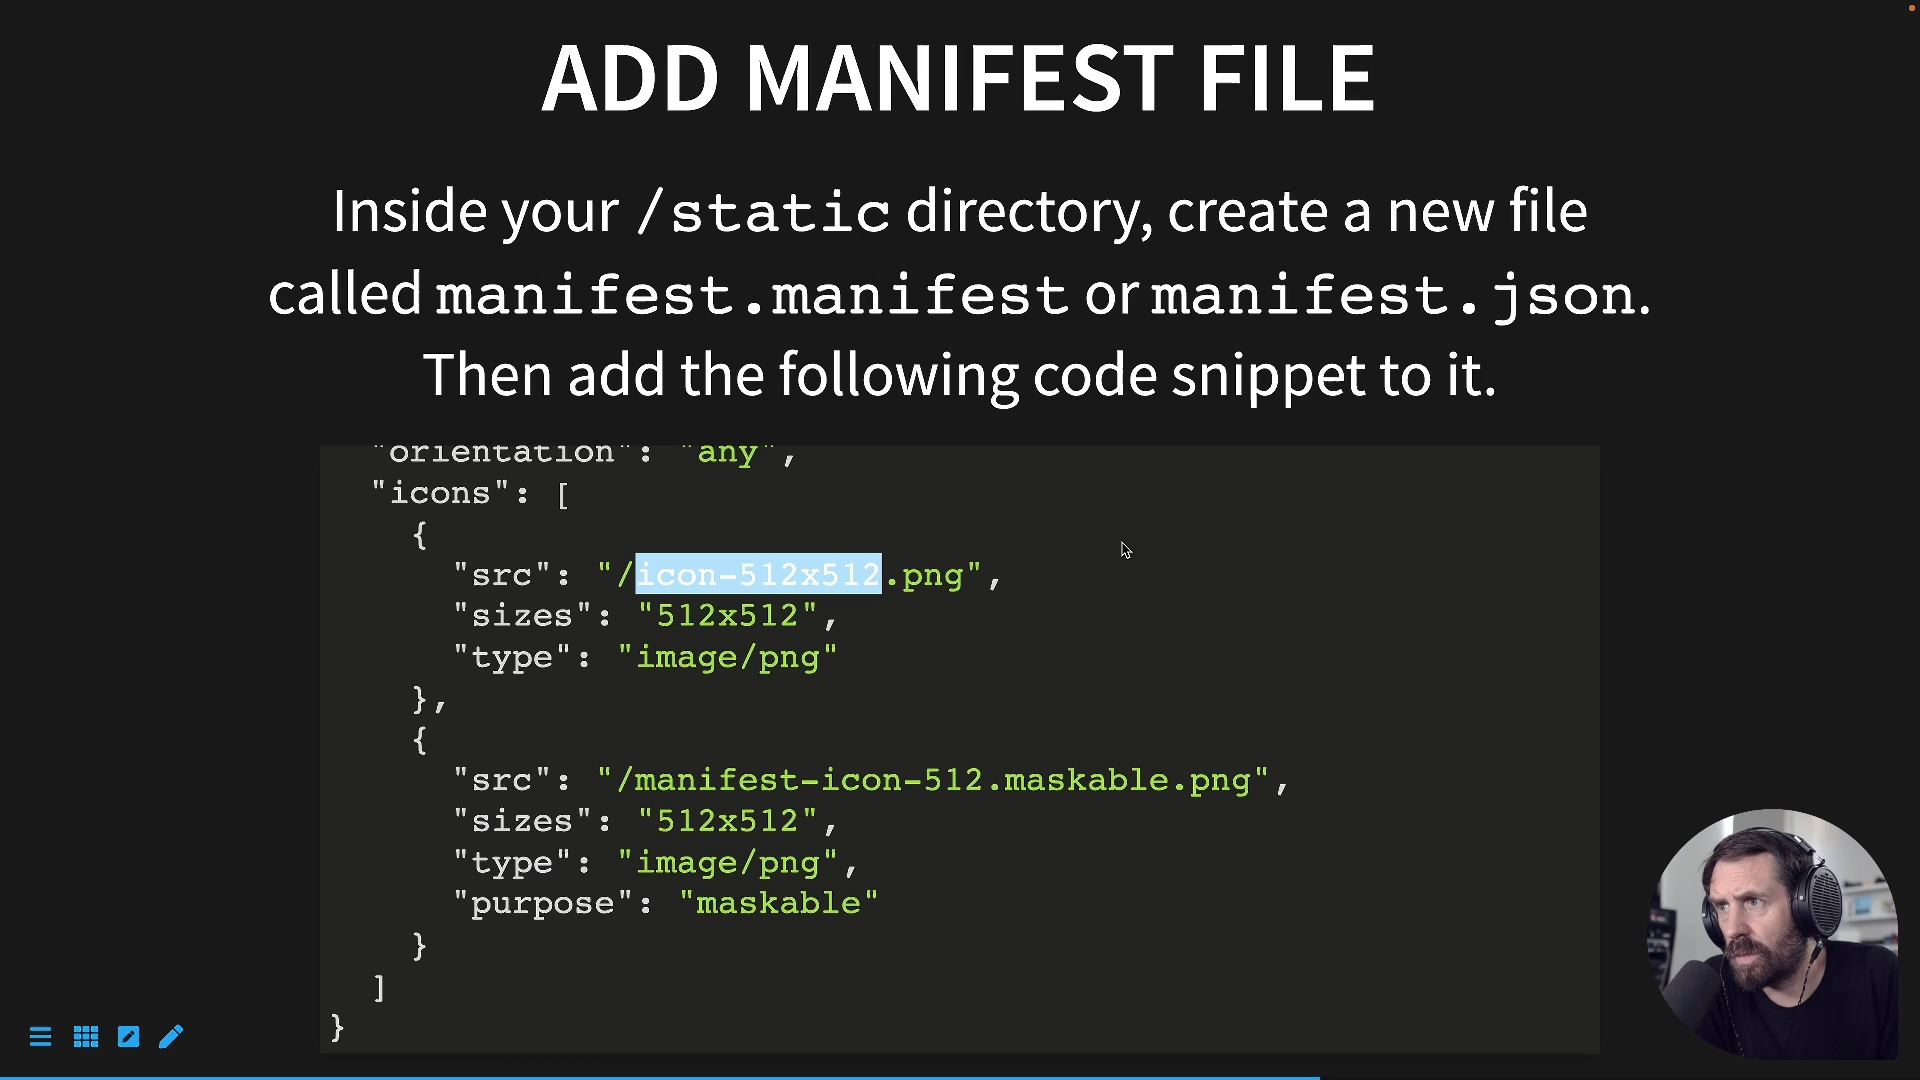 ADD MANIFEST FILE
Inside your /static directory, create a new file
called manifest.manifest or manifest.json.
Then add the following code snippet to it.
"orientation": "any",
"icons": [
{
"src": "/icon-512x512.png",
"sizes": "512x512",
"type": "image/png"
},
{
"src": "/manifest-icon-512.maskable.png",
"sizes": "512x512",
"type": "image/png",
"purpose": "maskable"
}
]
}